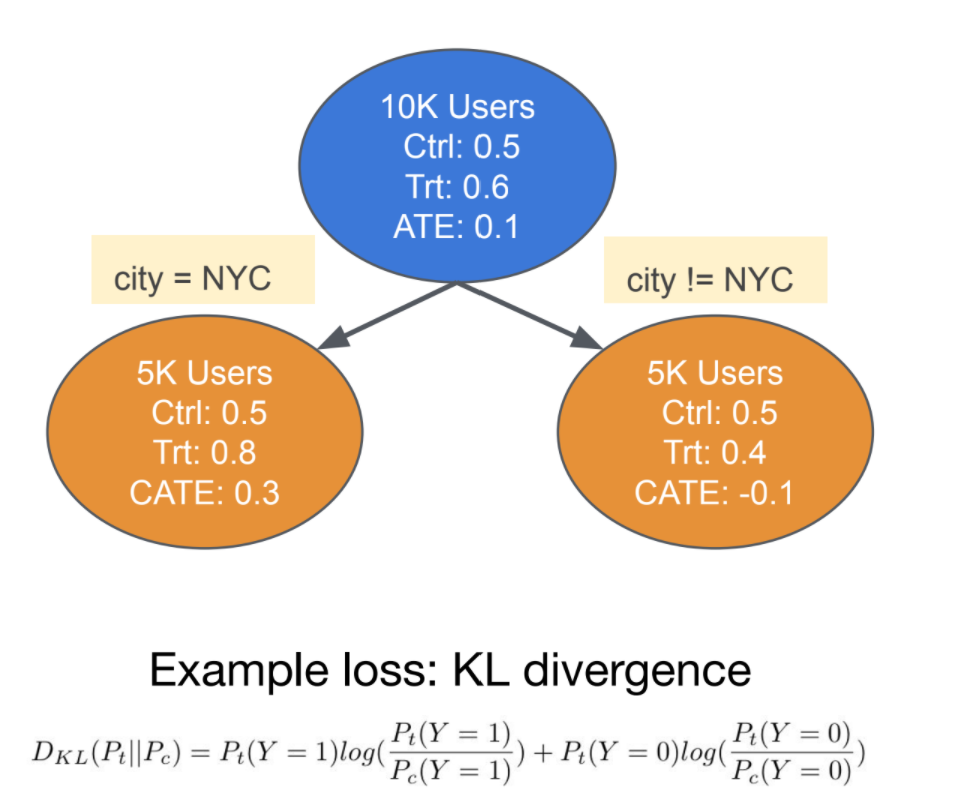 10K Users
Ctrl: 0.5
Trt: 0.6
ATE: 0.1
city = NYC
city != NYC
5K Users
Ctrl: 0.5
Trt: 0.8
CATE: 0.3
5K Users
Ctrl: 0.5
Trt: 0.4
CATE: -0.1
Example loss: KL divergence
D_{KL}(P_t||P_c) = P_t(Y = 1)log(\frac{P_t(Y = 1)}{P_c(Y = 1)}) + P_t(Y = 0)log(\frac{P_t(Y = 0)}{P_c(Y = 0)})